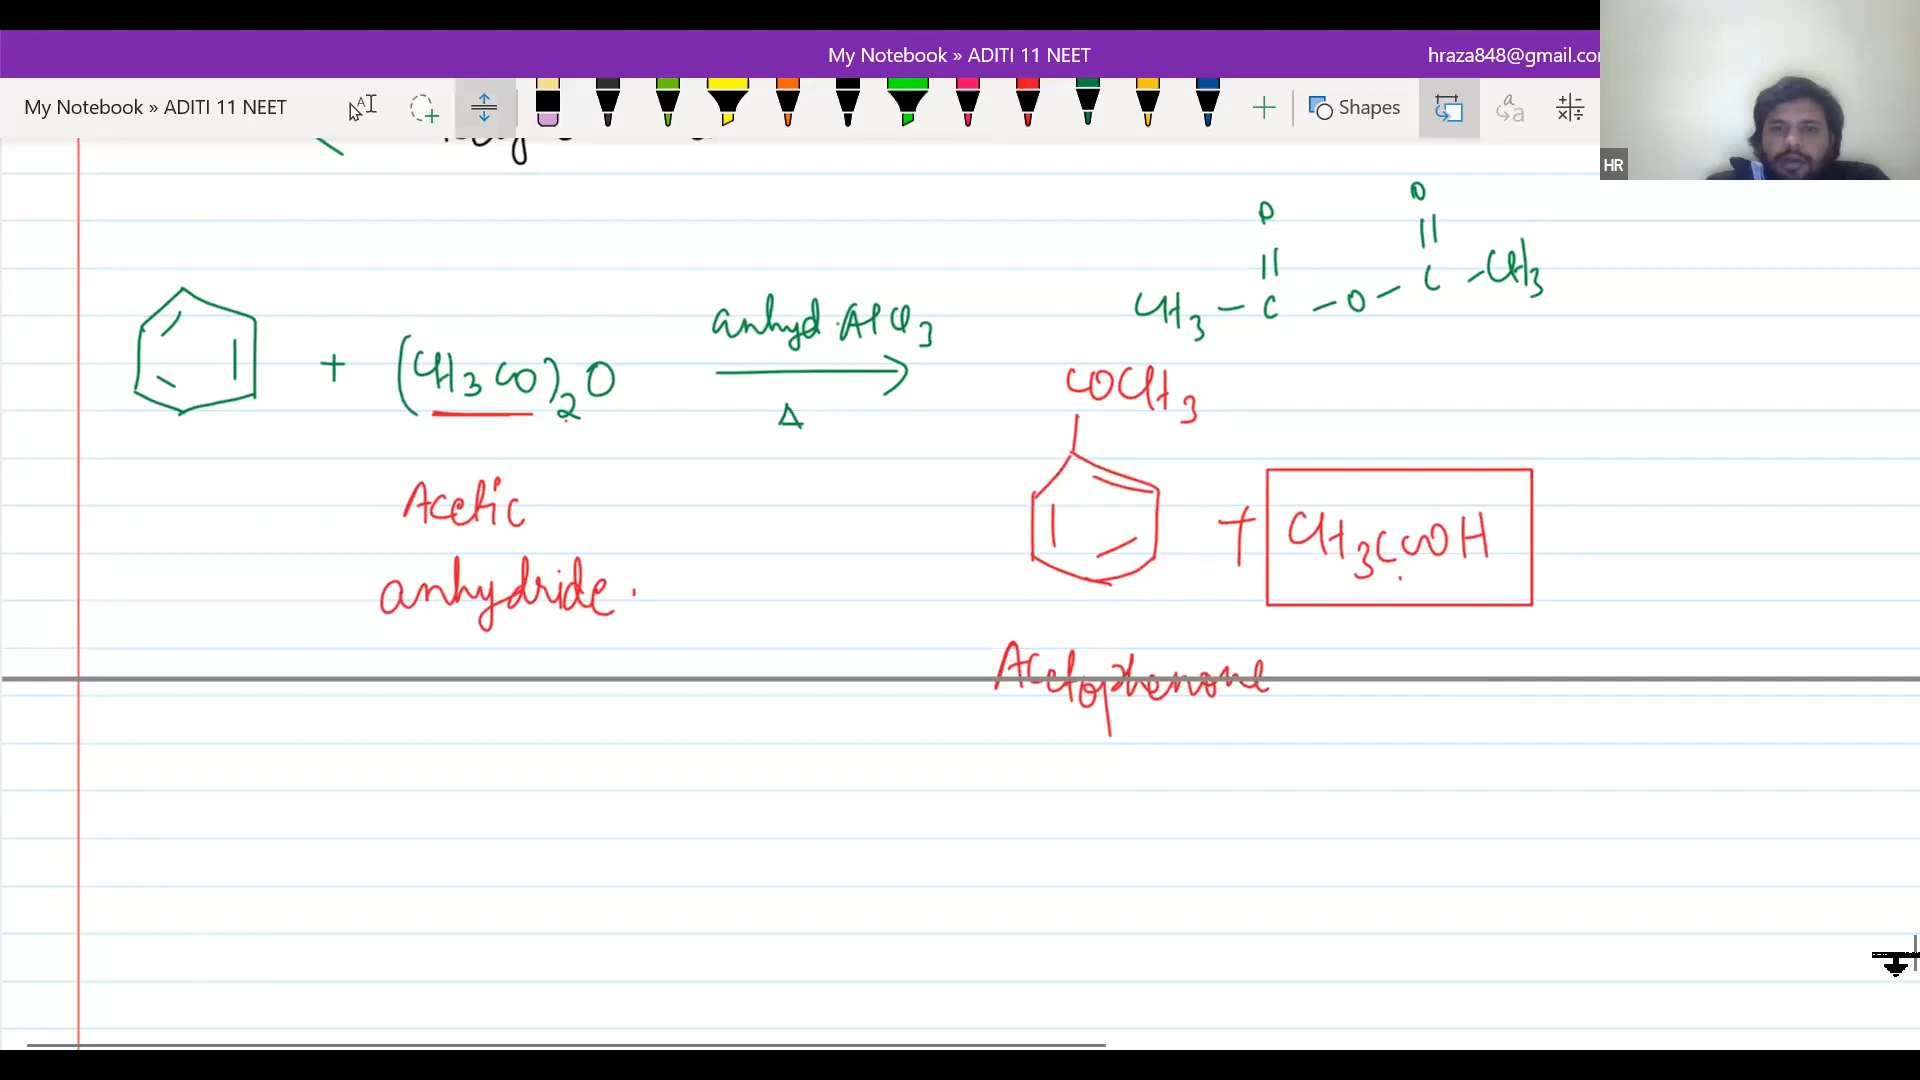 My Notebook » ADITI 11 NEET
hraza848@gmail.co
My Notebook » ADITI 11 NEET
Shapes
HR
O O
|| ||
CH3 - C - O - C - CH3
+ (CH3CO)2O anhyd. AlCl3
Δ
COCH3
Acetic
anhydride.
+ CH3COOH
Acetophenone